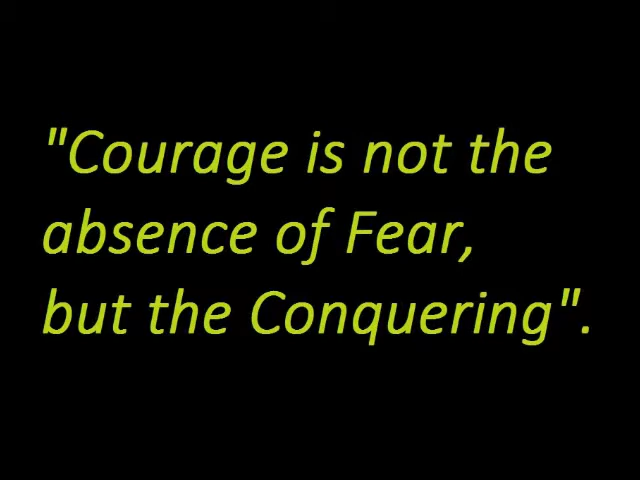 "Courage is not the
absence of Fear,
but the Conquering".